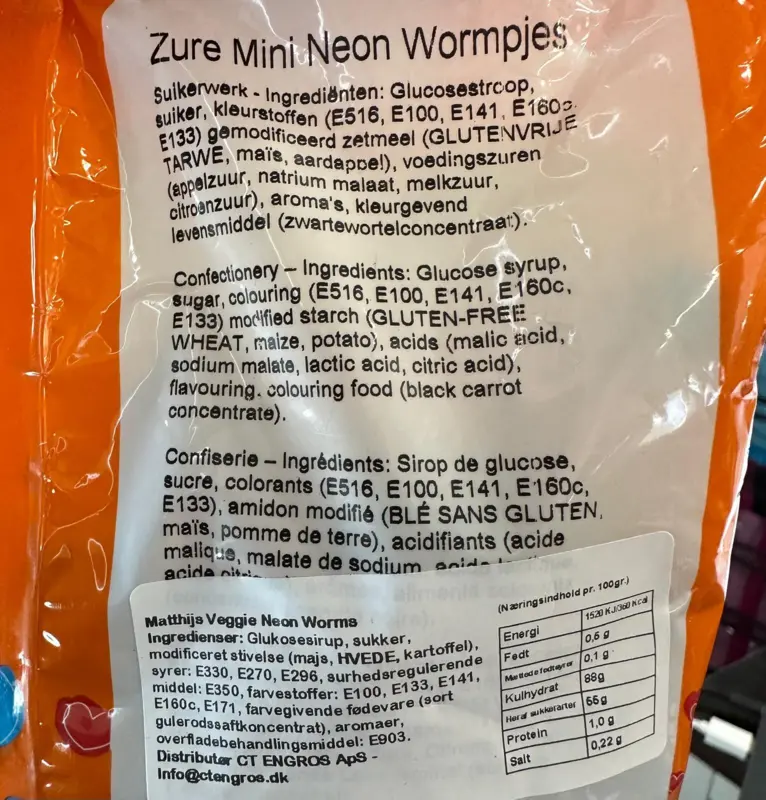 Zure Mini Neon Wormpjes
Suikerwerk - Ingrediënten: Glucosestroop,
suiker, kleurstoffen (E516, E100, E141, E160c,
E133) gemodificeerd zetmeel (GLUTENVRIJE
TARWE, maïs, aardappel), voedingszuren
(appelzuur, natrium malaat, melkzuur,
citroenzuur), aroma's, kleurgevend
levensmiddel (zwartewortelconcentraat).
Confectionery – Ingredients: Glucose syrup,
sugar, colouring (E516, E100, E141, E160c,
E133) modified starch (GLUTEN-FREE
WHEAT, maize, potato), acids (malic acid,
sodium malate, lactic acid, citric acid),
flavouring. colouring food (black carrot
concentrate).
Confiserie – Ingrédients: Sirop de glucose,
sucre, colorants (E516, E100, E141, E160c,
E133), amidon modifié (BLÉ SANS GLUTEN,
maïs, pomme de terre), acidifiants (acide
malique, malate de sodium, acide
acide
Matthijs Veggie Neon Worms
Ingredienser: Glukosesirup, sukker,
modificeret stivelse (majs, HVEDE, kartoffel),
syrer: E330, E270, E296, surhedsregulerende
middel: E350, farvestoffer: E100, E133, E141,
E160c, E171, farvegivende fødevare (sort
gulerodssaftkoncentrat), aromaer,
overfladebehandlingsmiddel: E903.
Distributør CT ENGROS ApS -
Info@ctengros.dk
(Næringsindhold pr. 100gr.)
Energi 1520 KJ/360 Kcal
Fedt 0,6 g
Mættede fedtsyrer 0,1 g
Kulhydrat 88g
Heraf sukkerarter 56g
Protein 1,0 g
Salt 0,22 g